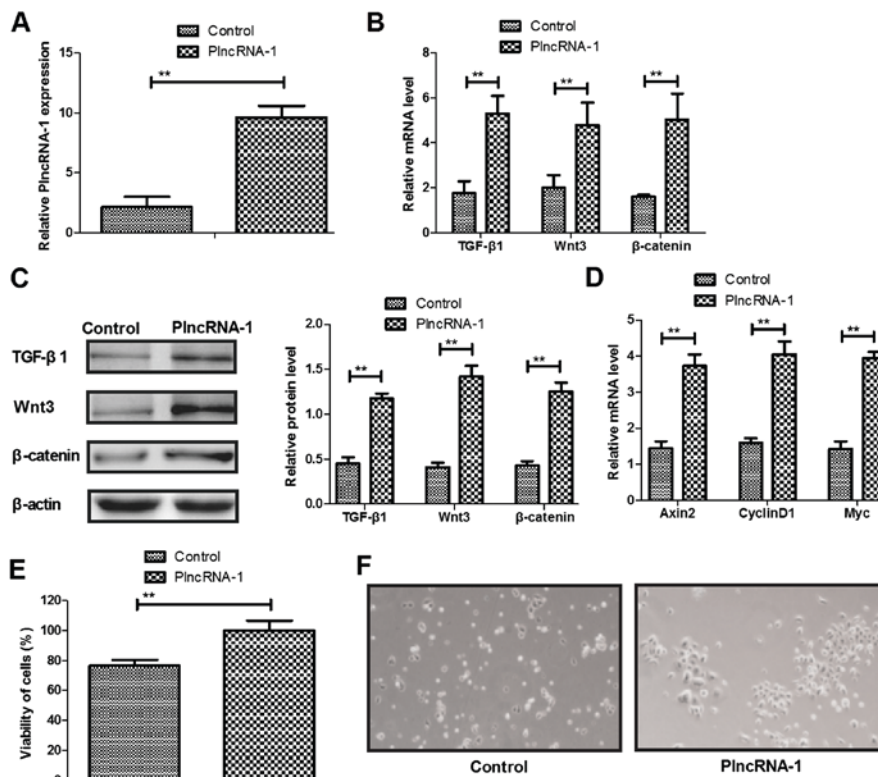 A
Control
PlncRNA-1
Relative PlncRNA-1 expression
15
10
5
0
**
B
Control
PlncRNA-1
Relative mRNA level
8
6
4
2
0
** ** **
TGF-β1 Wnt3 β-catenin
C
Control PlncRNA-1
TGF-β 1
Wnt3
β-catenin
β-actin
Control
PlncRNA-1
Relative protein level
2.0
1.5
1.0
0.5
0.0
** ** **
TGF-β1 Wnt3 β-catenin
D
Control
PlncRNA-1
Relative mRNA level
5
4
3
2
1
0
** ** **
Axin2 CyclinD1 Myc
E
Control
PlncRNA-1
Viability of cells (%)
120
100
80
60
40
20
**
F
Control
PlncRNA-1